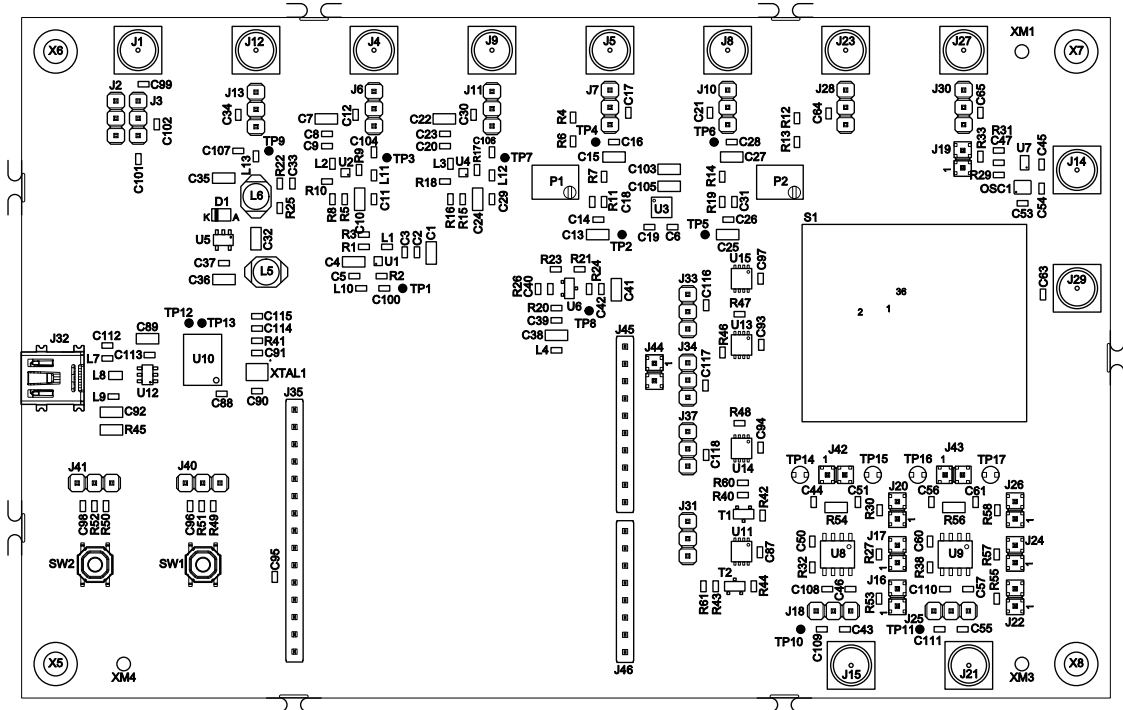 X6
J1
J12
J4
J9
J5
J8
J23
J27
XM1
X7
J2
J3
C99
C102
C101
J13
C34
C107
TP9
L13
R22
C33
C35
L6
R25
D1
K
A
U5
C32
C37
C36
L5
J6
C12
C7
C8
C9
C104
L2
U2
R9
TP3
R10
L11
R8
R5
C10
C11
R3
R1
L1
C3
C2
C1
C4
U1
C5
R2
L10
C100
TP1
J11
C30
C22
C23
C20
C106
L3
U4
R17
TP7
R18
L12
R16
R15
C24
C29
J7
C17
R4
R6
TP4
C16
C15
P1
R7
R11
C18
C103
C105
U3
C14
C13
TP2
C19
C6
J10
C21
TP6
C28
C27
R14
R19
C31
C26
TP5
C25
R12
R13
P2
J28
C64
J30
C65
R33
R31
C47
J19
1
R29
U7
C45
OSC1
C54
C53
J14
S1
36
2
1
C63
J29
R23
R21
R26
C40
R24
U6
C42
C41
R20
TP8
C39
C38
L4
U15
C97
J33
C116
R47
U13
C93
R46
J45
J44
1
J34
C117
J37
C118
R48
C94
U14
R60
R40
R42
T1
J31
U11
C87
T2
R61
R43
R44
J46
TP12
TP13
C115
C114
R41
C91
C89
C112
J32
L7
C113
U10
XTAL1
L8
U12
L9
C88
C90
C92
R45
J35
J41
J40
C98
R52
R50
C96
R51
R49
SW2
SW1
C95
TP14
J42
1
TP15
TP16
J43
1
TP17
C44
C51
R54
R30
J20
1
C56
C61
R56
R58
J26
1
C50
R32
U8
R27
J17
1
C60
R38
U9
R57
J24
1
C108
C46
R53
J16
1
C110
C57
R55
1
J22
J18
J25
TP10
C109
C43
TP11
C111
C55
J15
J21
X5
XM4
XM3
X8